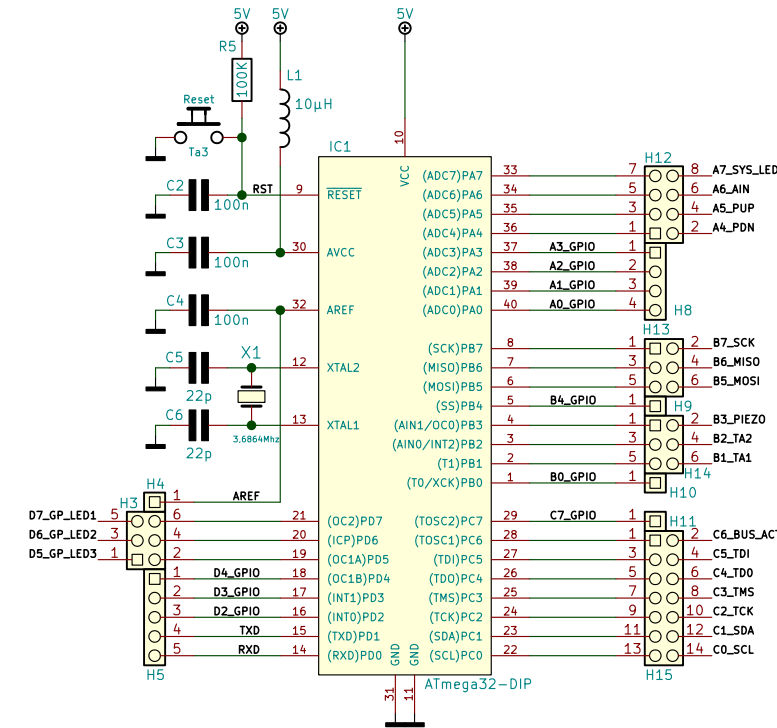 5V 5V 5V
R5
100K
L1
10µH
Reset
Ta3
C2
100n
RST
C3
100n
C4
100n
C5
22p
X1
C6
22p
3,6864Mhz
IC1
10
VCC
9 RESET
30 AVCC
32 AREF
12 XTAL2
13 XTAL1
H4
1 AREF
H3
D7_GP_LED1 5 6 21 (OC2)PD7
D6_GP_LED2 3 4 20 (ICP)PD6
D5_GP_LED3 1 2 19 (OC1A)PD5
1 D4_GPIO 18 (OC1B)PD4
2 D3_GPIO 17 (INT1)PD3
3 D2_GPIO 16 (INT0)PD2
4 TXD 15 (TXD)PD1
5 RXD 14 (RXD)PD0
H5
H12
(ADC7)PA7 33 7 8 A7_SYS_LED
(ADC6)PA6 34 5 6 A6_AIN
(ADC5)PA5 35 3 4 A5_PUP
(ADC4)PA4 36 1 2 A4_PDN
(ADC3)PA3 37 A3_GPIO 1
(ADC2)PA2 38 A2_GPIO 2
(ADC1)PA1 39 A1_GPIO 3
(ADC0)PA0 40 A0_GPIO 4
H8
H13
(SCK)PB7 8 1 2 B7_SCK
(MISO)PB6 7 3 4 B6_MISO
(MOSI)PB5 6 5 6 B5_MOSI
(SS)PB4 5 B4_GPIO 1
H9
(AIN1/OC0)PB3 4 1 2 B3_PIEZO
(AIN0/INT2)PB2 3 3 4 B2_TA2
(T1)PB1 2 5 6 B1_TA1
H14
(T0/XCK)PB0 1 B0_GPIO 1
H10
(TOSC2)PC7 29 C7_GPIO 1
H11
(TOSC1)PC6 28 1 2 C6_BUS_ACT
(TDI)PC5 27 3 4 C5_TDI
(TDO)PC4 26 5 6 C4_TDO
(TMS)PC3 25 7 8 C3_TMS
(TCK)PC2 24 9 10 C2_TCK
(SDA)PC1 23 11 12 C1_SDA
(SCL)PC0 22 13 14 C0_SCL
H15
GND GND
31 11
ATmega32-DIP